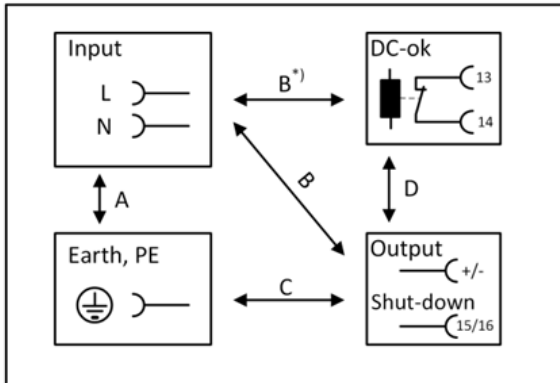 Input
L
N
B*)
DC-ok
13
14
A
B
D
Earth, PE
C
Output
+/-
Shut-down
15/16